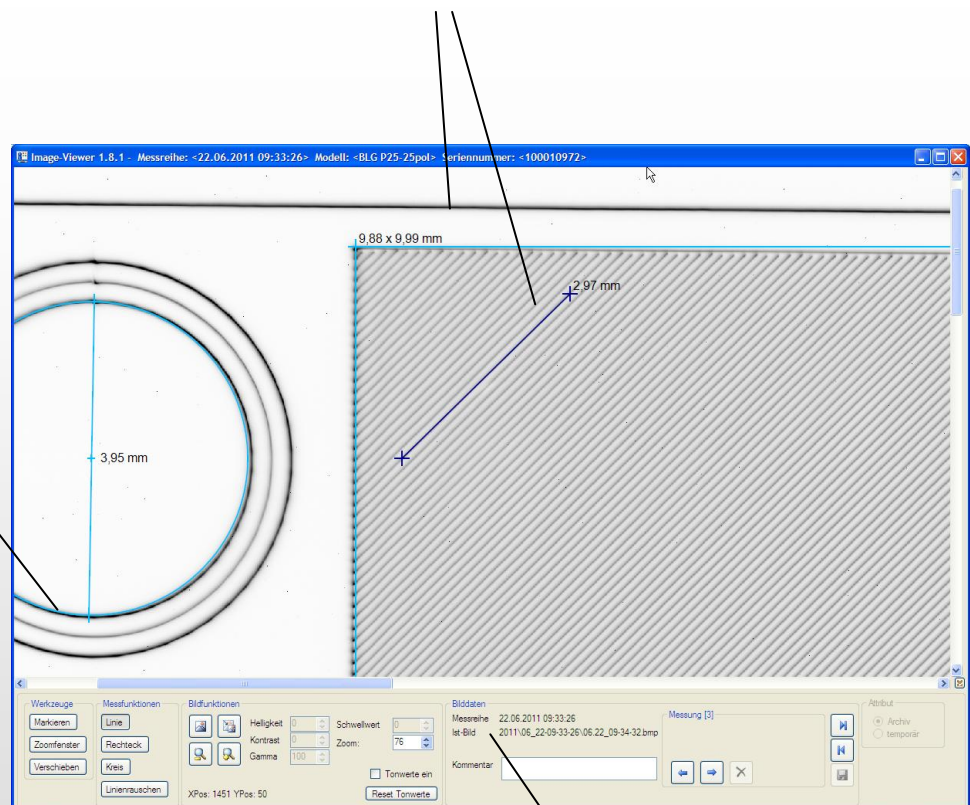 Image-Viewer 1.8.1 - Messreihe: <22.06.2011 09:33:26> Modell: <BLG P25-25pol> Seriennummer: <100010972>
9,88 x 9,99 mm
2,97 mm
3,95 mm
Werkzeuge
Markieren
Zoomfenster
Verschieben
Messfunktionen
Linie
Rechteck
Kreis
Linienrauschen
Bildfunktionen
Helligkeit 0
Kontrast 0
Gamma 100
Schwellwert 0
Zoom: 76
Tonwerte ein
XPos: 1451 YPos: 50
Reset Tonwerte
Bilddaten
Messreihe 22.06.2011 09:33:26
Ist-Bild 2011\06_22-09-33-26\06.22_09-34-32.bmp
Kommentar
Messung [3]
Attribut
Archiv
temporär